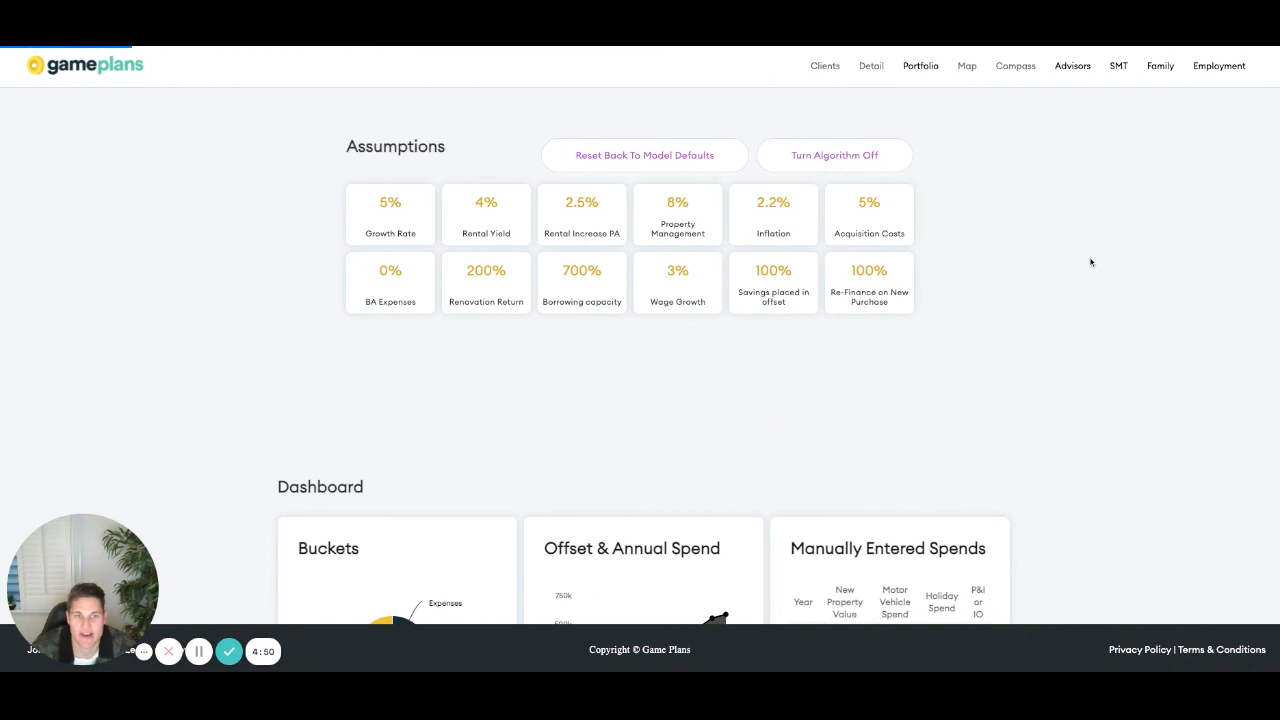 gameplans
Clients Detail Portfolio Map Compass Advisors SMT Family Employment
Assumptions
Reset Back To Model Defaults
Turn Algorithm Off
5% 4% 2.5% 8% 2.2% 5%
Growth Rate Rental Yield Rental Increase PA Property Management Inflation Acquisition Costs
0% 200% 700% 3% 100% 100%
BA Expenses Renovation Return Borrowing capacity Wage Growth Savings placed in offset Re-Finance on New Purchase
Dashboard
Buckets
Expenses
Offset & Annual Spend
750k
Manually Entered Spends
Year
New Property Value
Motor Vehicle Spend
Holiday Spend
P&I or IO
4:50
Copyright © Game Plans
Privacy Policy | Terms & Conditions